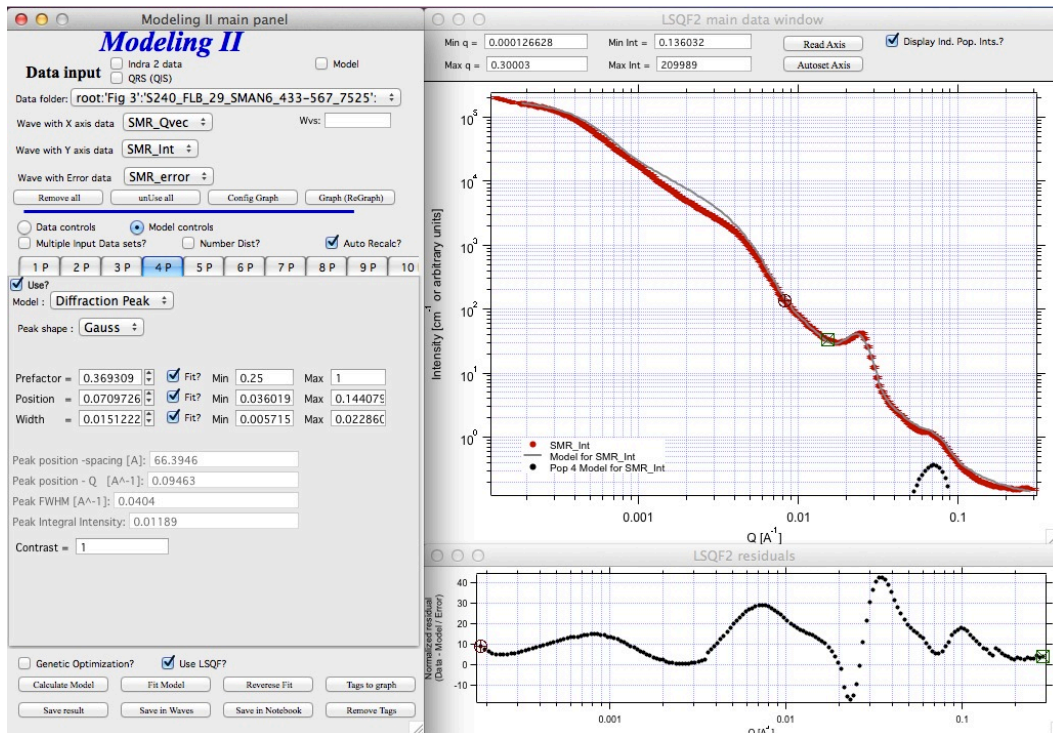 Modeling II main panel
Modeling II
Data input
Indra 2 data
QRS (QIS)
Model
Data folder: root:'Fig 3':'S240_FLB_29_SMAN6_433-567_7525':
Wave with X axis data SMR_Qvec
Wvs:
Wave with Y axis data SMR_Int
Wave with Error data SMR_error
Remove all unUse all Config Graph Graph (ReGraph)
Data controls Model controls
Multiple Input Data sets? Number Dist? Auto Recalc?
1 P 2 P 3 P 4 P 5 P 6 P 7 P 8 P 9 P 10
Use?
Model : Diffraction Peak
Peak shape : Gauss
Prefactor = 0.369309 Fit? Min 0.25 Max 1
Position = 0.0709726 Fit? Min 0.036019 Max 0.144079
Width = 0.0151222 Fit? Min 0.005715 Max 0.022860
Peak position -spacing [A]: 66.3946
Peak position - Q [A^-1]: 0.09463
Peak FWHM [A^-1]: 0.0404
Peak Integral Intensity: 0.01189
Contrast = 1
Genetic Optimization? Use LSQF?
Calculate Model Fit Model Reverese Fit Tags to graph
Save result Save in Waves Save in Notebook Remove Tags
LSQF2 main data window
Min q = 0.000126628 Min Int = 0.136032 Read Axis Display Ind. Pop. Ints.?
Max q = 0.30003 Max Int = 209989 Autoset Axis
Intensity [cm⁻¹ or arbitrary units]
10⁵
10⁴
10³
10²
10¹
10⁰
SMR_Int
Model for SMR_Int
Pop 4 Model for SMR_Int
0.001 0.01 0.1
Q [A⁻¹]
LSQF2 residuals
Normalized residual
(Data - Model / Error)
40
30
20
10
0
-10
0.001 0.01 0.1
Q [A⁻¹]